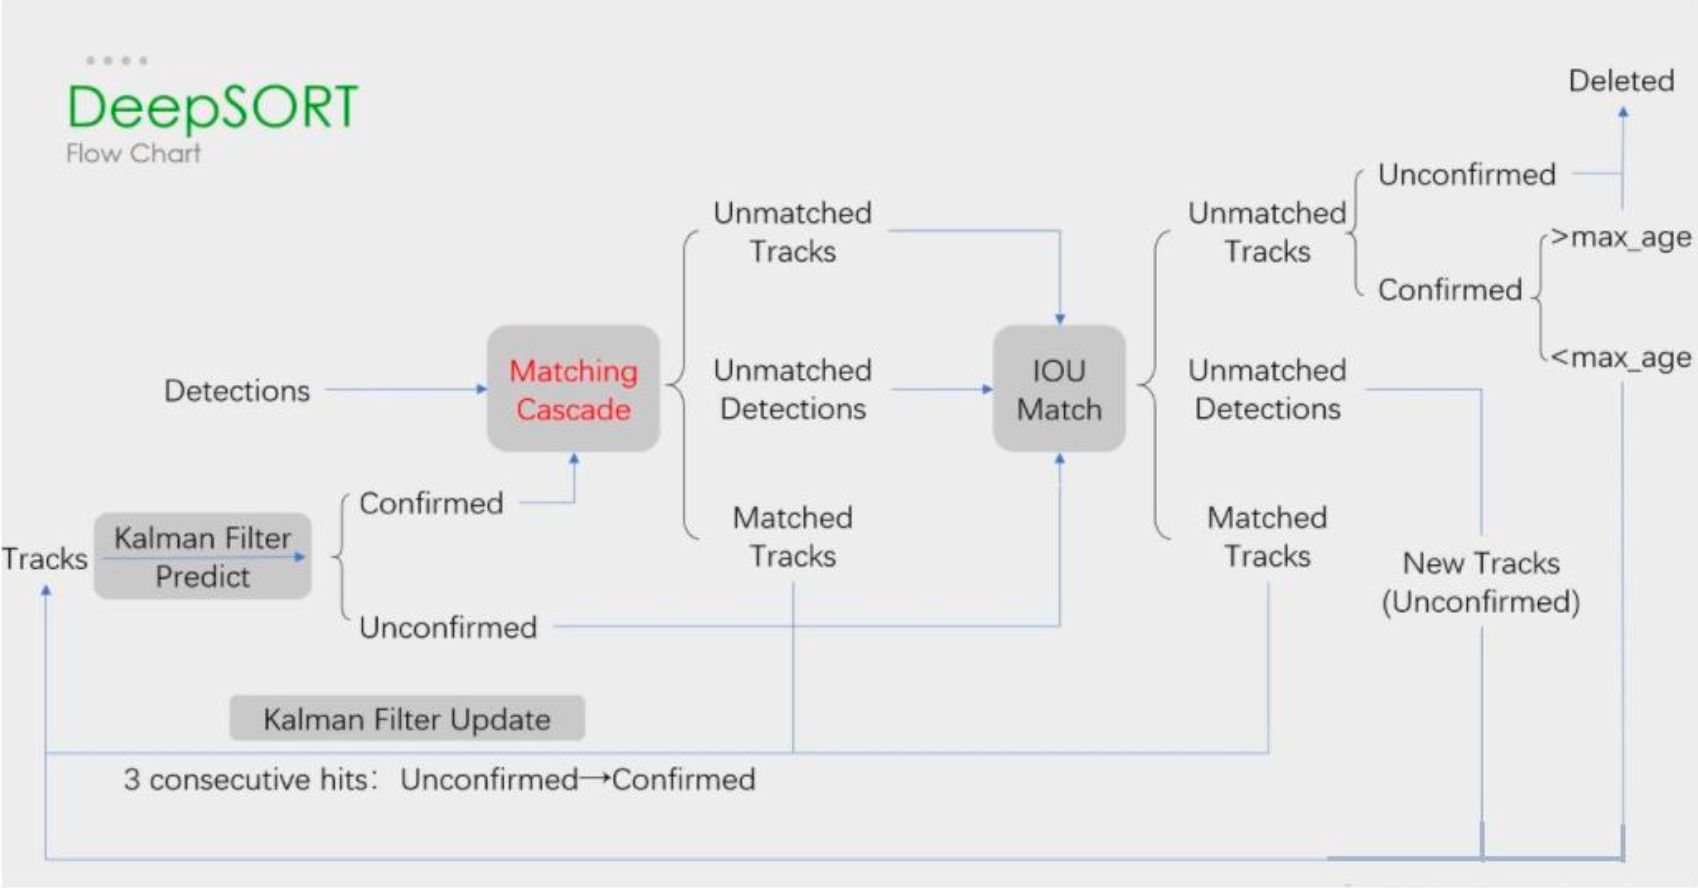 DeepSORT
Flow Chart
Deleted
Unconfirmed
Unmatched
Tracks
Unmatched
Tracks
>max_age
Confirmed
<max_age
Detections
Matching
Cascade
Unmatched
Detections
IOU
Match
Unmatched
Detections
Confirmed
Matched
Tracks
Matched
Tracks
Tracks
Kalman Filter
Predict
New Tracks
(Unconfirmed)
Unconfirmed
Kalman Filter Update
3 consecutive hits: Unconfirmed→Confirmed